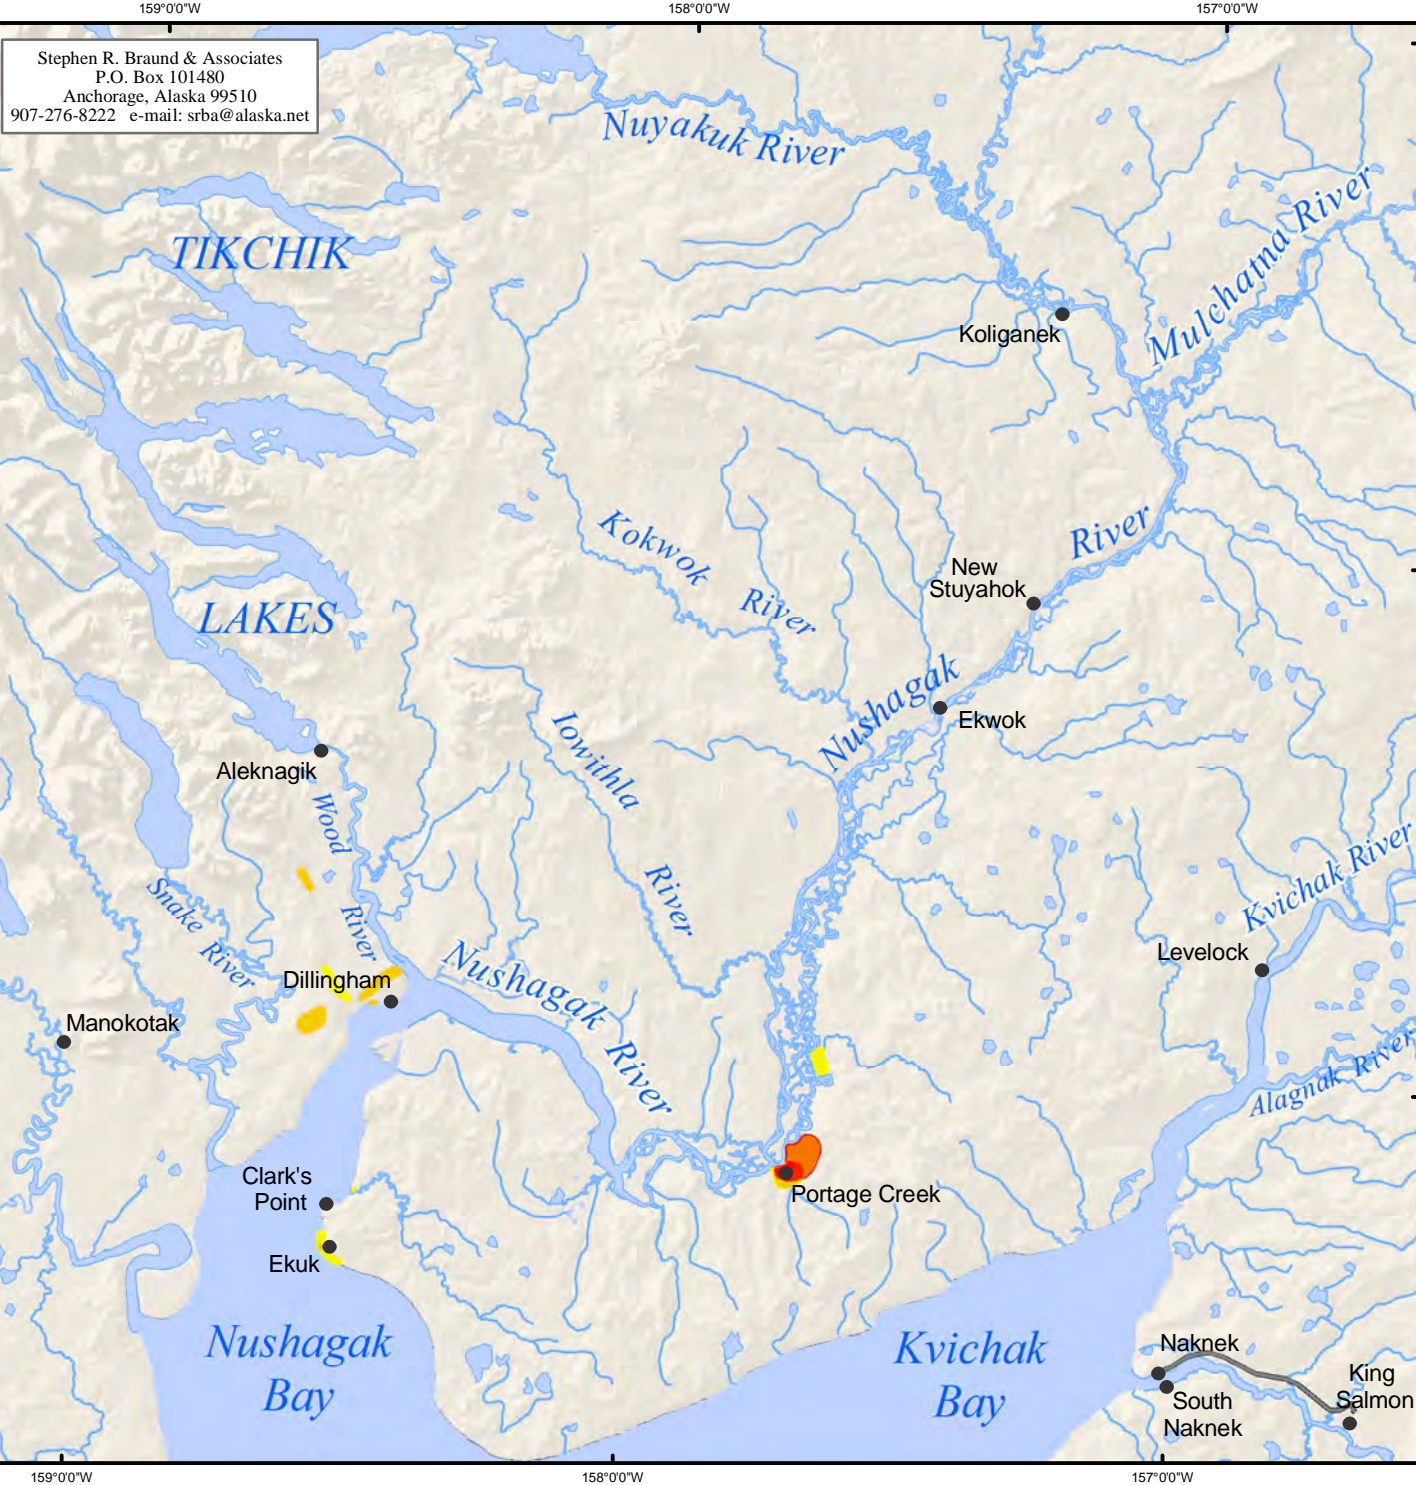 159°0'0"W
158°0'0"W
157°0'0"W
Stephen R. Braund & Associates
P.O. Box 101480
Anchorage, Alaska 99510
907-276-8222 e-mail: srba@alaska.net
Nuyakuk River
TIKCHIK
Mulchatna River
Koliganek
Kokwok
River
River
New
Stuyahok
LAKES
Nushagak
Ekwok
Iowithla
River
Aleknagik
Wood
River
Snake River
Kvichak River
Levelock
Dillingham
Nushagak
River
Manokotak
Alagnak River
Clark's
Point
Portage Creek
Ekuk
Nushagak
Bay
Kvichak
Bay
Naknek
King
Salmon
South
Naknek
159°0'0"W
158°0'0"W
157°0'0"W